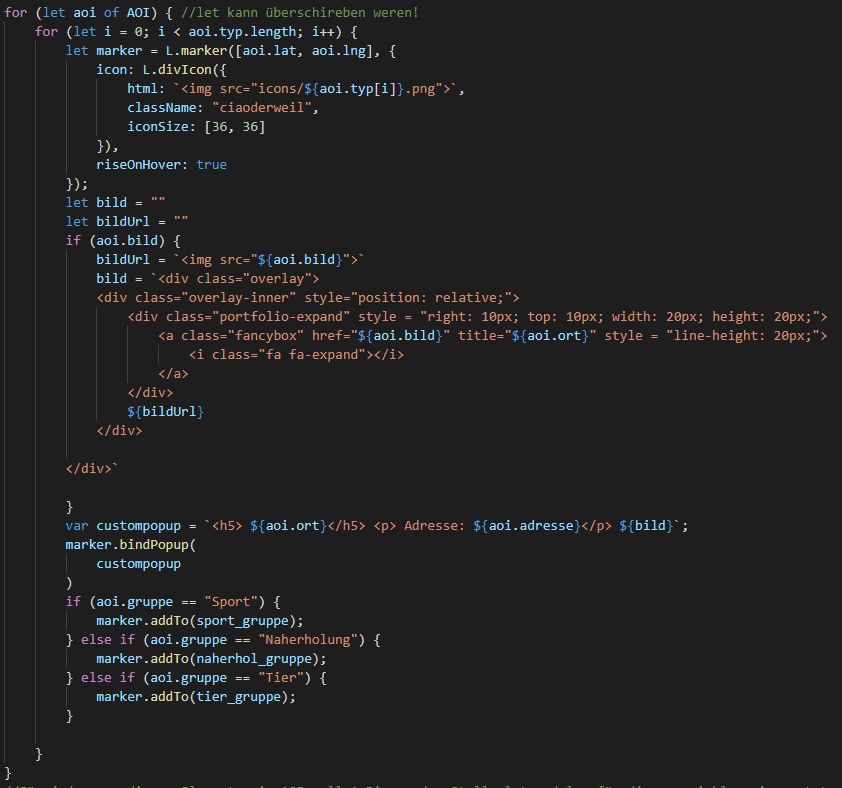 for (let aoi of AOI) { //let kann überschireben weren!
for (let i = 0; i < aoi.typ.length; i++) {
let marker = L.marker([aoi.lat, aoi.lng], {
icon: L.divIcon({
html: `<img src="icons/${aoi.typ[i]}.png">`,
className: "ciaoderweil",
iconSize: [36, 36]
}),
riseOnHover: true
});
let bild = ""
let bildUrl = ""
if (aoi.bild) {
bildUrl = `<img src="${aoi.bild}">`
bild = `<div class="overlay">
<div class="overlay-inner" style="position: relative;">
<div class="portfolio-expand" style = "right: 10px; top: 10px; width: 20px; height: 20px;">
<a class="fancybox" href="${aoi.bild}" title="${aoi.ort}" style = "line-height: 20px;">
<i class="fa fa-expand"></i>
</a>
</div>
${bildUrl}
</div>
</div>`
}
var custompopup = `<h5> ${aoi.ort}</h5> <p> Adresse: ${aoi.adresse}</p> ${bild}`;
marker.bindPopup(
custompopup
)
if (aoi.gruppe == "Sport") {
marker.addTo(sport_gruppe);
} else if (aoi.gruppe == "Naherholung") {
marker.addTo(naherhol_gruppe);
} else if (aoi.gruppe == "Tier") {
marker.addTo(tier_gruppe);
}
}
}